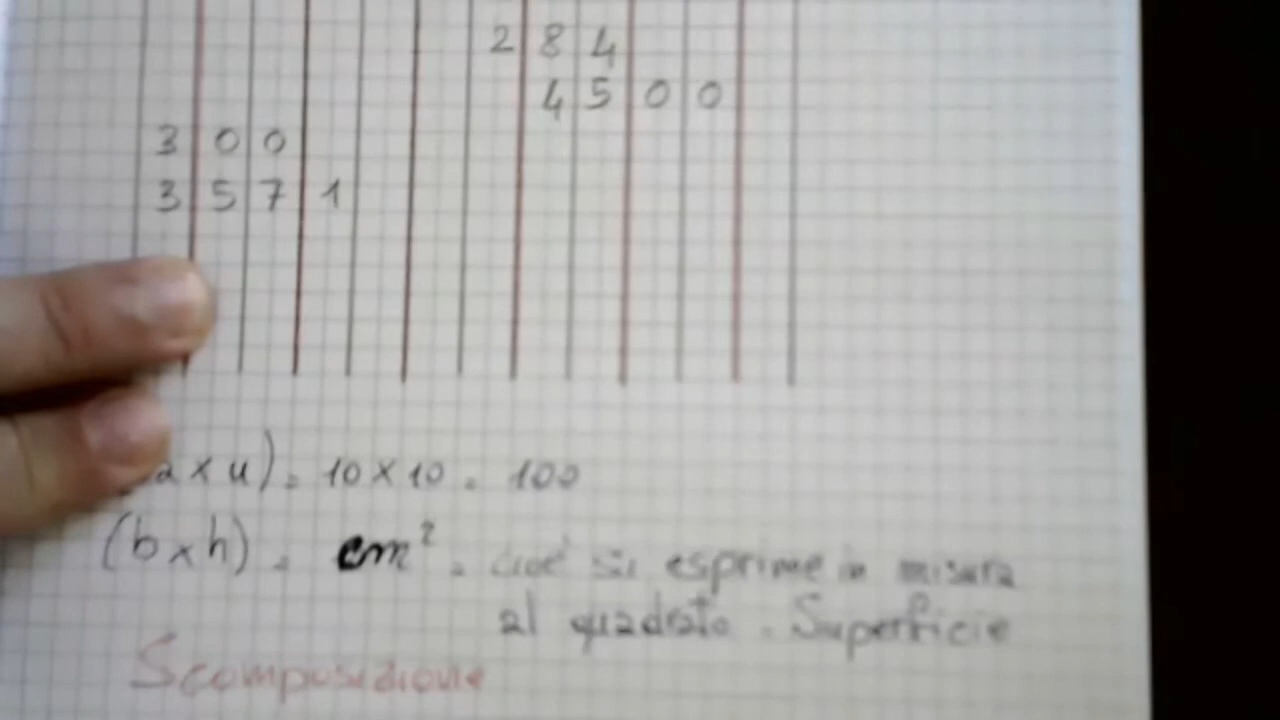 2 8 4
4 5 0 0
3 0 0
3 5 7 1
a x u) = 10 x 10 = 100
(b x h) = cm² = cioè si esprime in misura
al quadrato. Superficie
Scomposizione